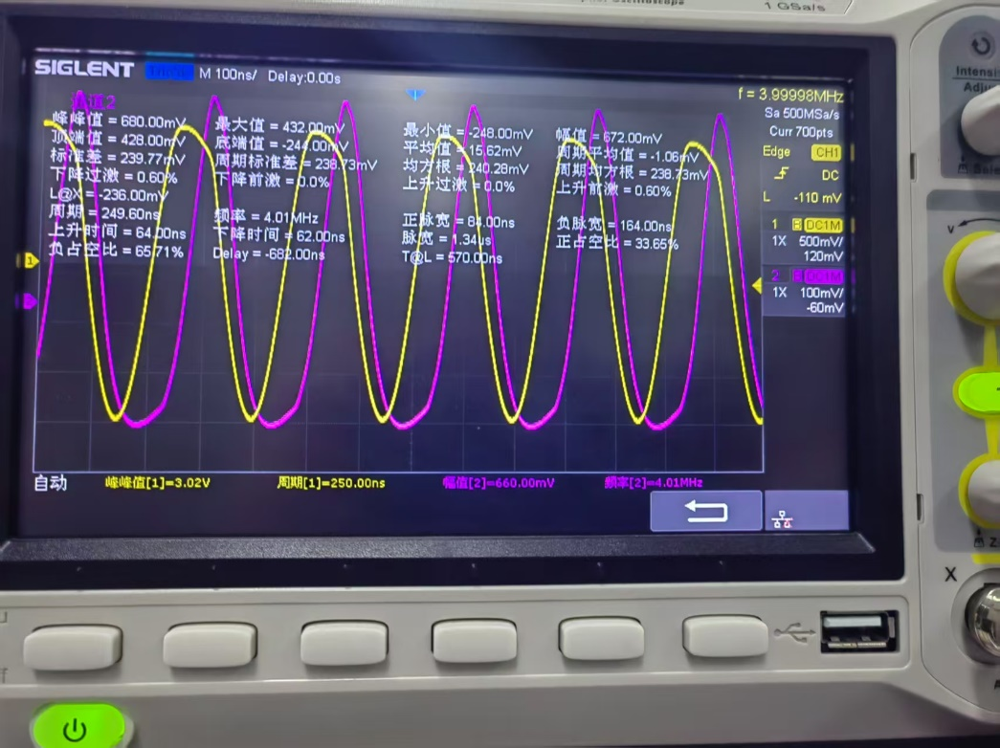 1 GSa/s
SIGLENT M 100ns/ Delay:0.00s
f = 3.99998MHz
Sa 500MSa/s
Curr 700pts
Edge CH1
DC
L -110 mV
1 B DC1M
1X 500mV/
120mV
2 B DC1M
1X 100mV/
-60mV
通道2
峰峰值 = 680.00mV 最大值 = 432.00mV 最小值 = -248.00mV 幅值 = 672.00mV
顶端值 = 428.00mV 底端值 = -244.00mV 平均值 = 15.62mV 周期平均值 = -1.06mV
标准差 = 239.77mV 周期标准差 = 238.73mV 均方根 = 240.28mV 周期均方根 = 238.73mV
下降过激 = 0.60% 下降前激 = 0.0% 上升过激 = 0.0% 上升前激 = 0.60%
L@X = -236.00mV
周期 = 249.60ns 频率 = 4.01MHz 正脉宽 = 84.00ns 负脉宽 = 164.00ns
上升时间 = 64.00ns 下降时间 = 62.00ns 脉宽 = 1.34us 正占空比 = 33.65%
负占空比 = 65.71% Delay = -682.00ns T@L = 570.00ns
1
自动 峰峰值[1]=3.02V 周期[1]=250.00ns 幅值[2]=660.00mV 频率[2]=4.01MHz
X